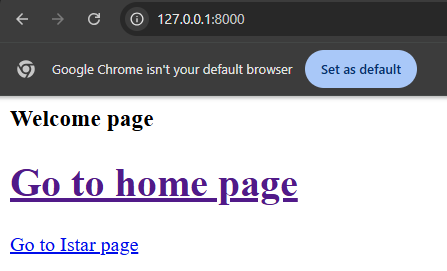 127.0.0.1:8000
Google Chrome isn't your default browser Set as default
Welcome page
Go to home page
Go to Istar page